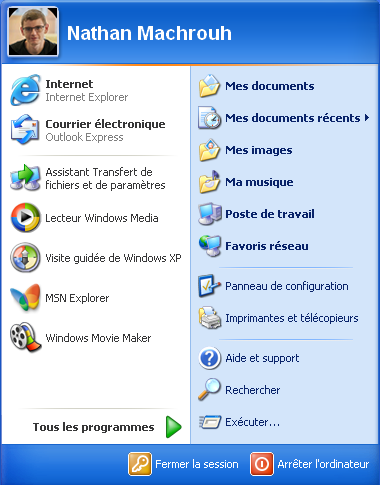 Nathan Machrouh
Internet
Internet Explorer
Courrier électronique
Outlook Express
Assistant Transfert de
fichiers et de paramètres
Lecteur Windows Media
Visite guidée de Windows XP
MSN Explorer
Windows Movie Maker
Tous les programmes
Mes documents
Mes documents récents
Mes images
Ma musique
Poste de travail
Favoris réseau
Panneau de configuration
Imprimantes et télécopieurs
Aide et support
Rechercher
Exécuter...
Fermer la session
Arrêter l'ordinateur